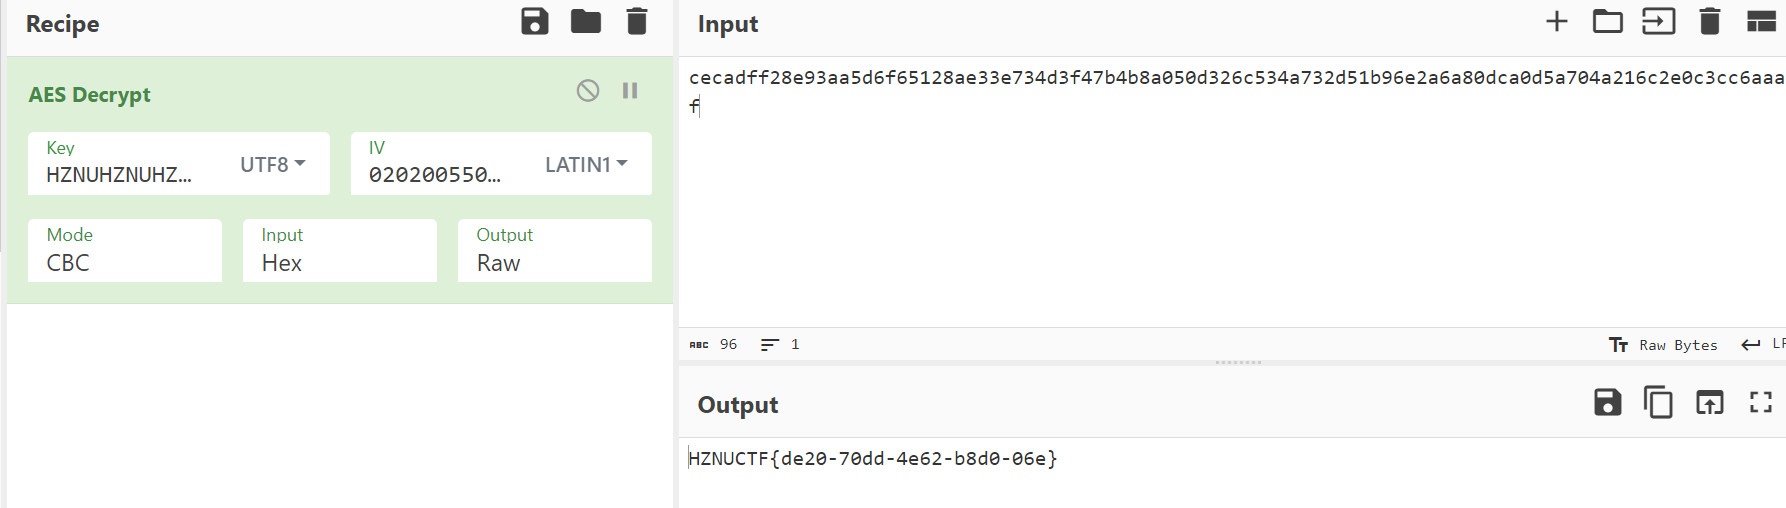 Recipe
AES Decrypt
Key
HZNUHZNUHZ...
UTF8
IV
020200550...
LATIN1
Mode
CBC
Input
Hex
Output
Raw
Input
cecadff28e93aa5d6f65128ae33e734d3f47b4b8a050d326c534a732d51b96e2a6a80dca0d5a704a216c2e0c3cc6aaa
f
ABC 96
1
Tт Raw Bytes
LF
Output
HZNUCTF{de20-70dd-4e62-b8d0-06e}